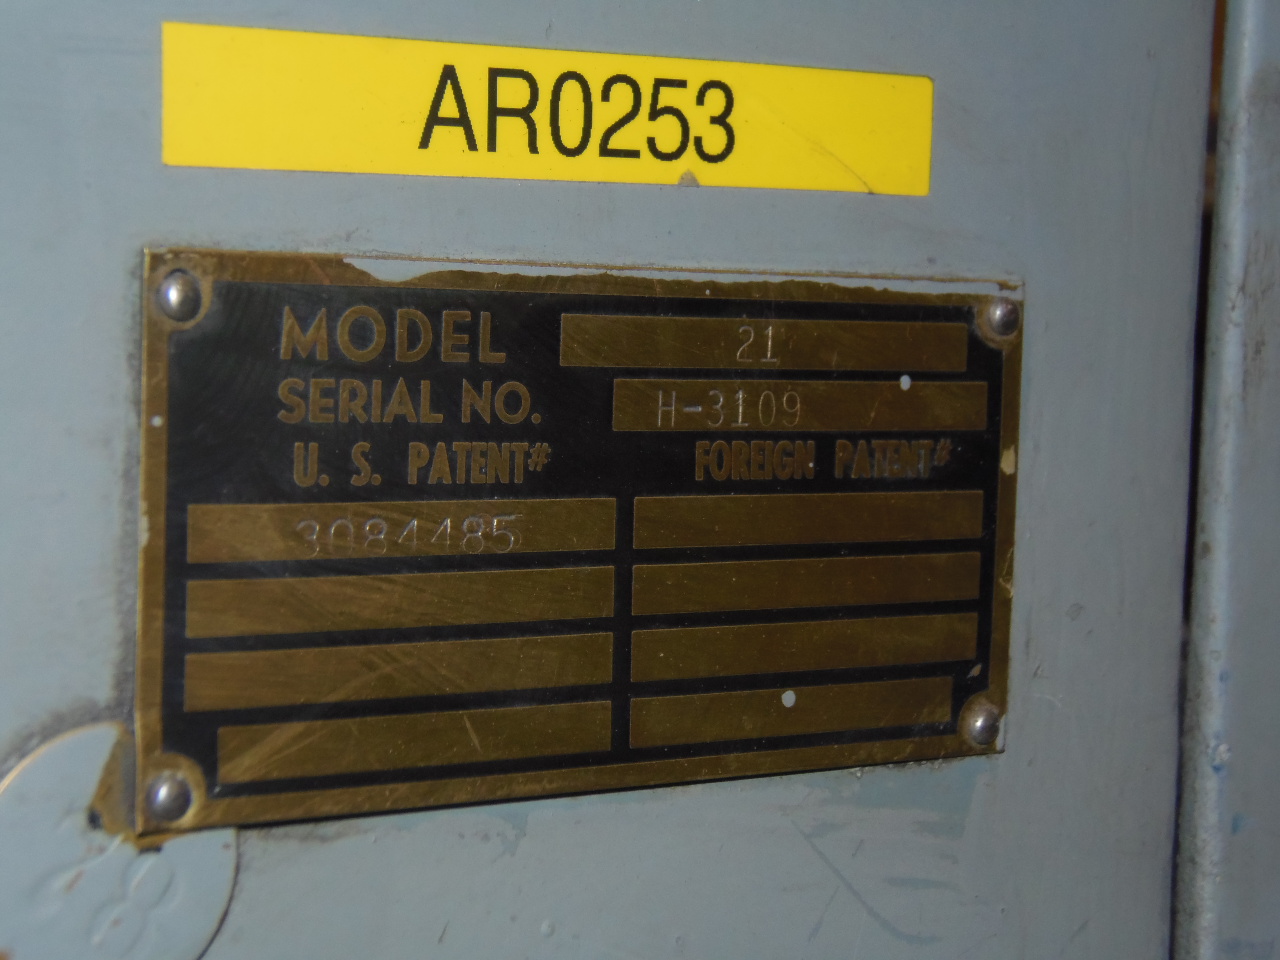 AR0253
MODEL 21
SERIAL NO. H-3109
U. S. PATENT# FOREIGN PATENT#
3084485